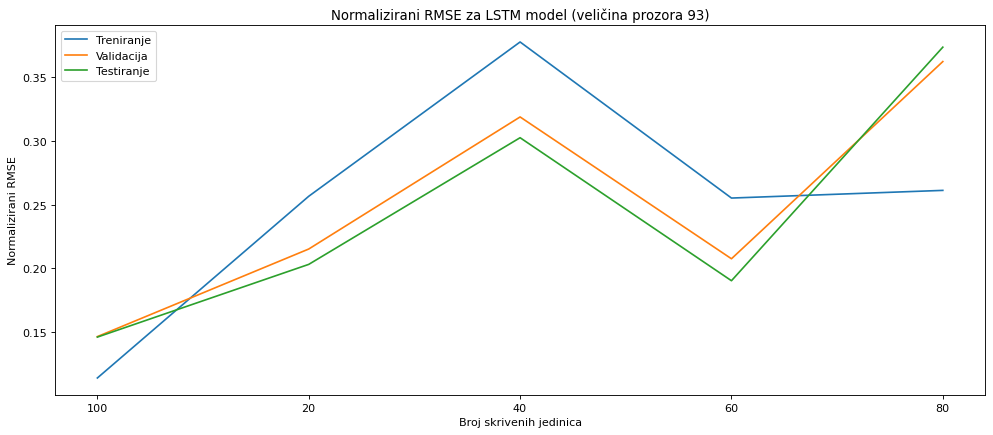 Normalizirani RMSE za LSTM model (veličina prozora 93)
Treniranje
Validacija
Testiranje
Normalizirani RMSE
0.35
0.30
0.25
0.20
0.15
100 20 40 60 80
Broj skrivenih jedinica